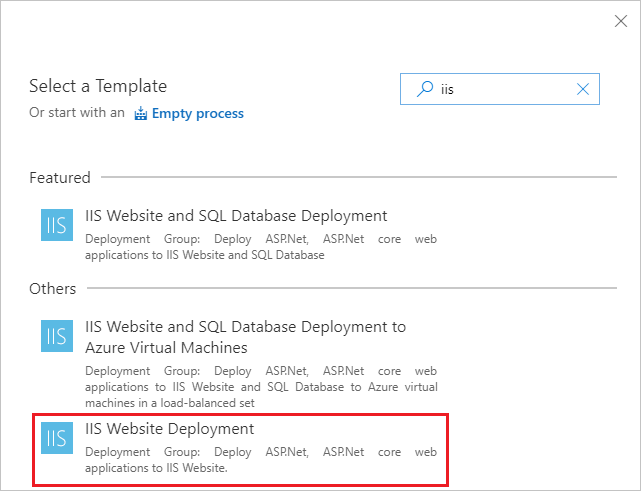 Select a Template
iis
Or start with an Empty process
Featured
IIS
IIS Website and SQL Database Deployment
Deployment Group: Deploy ASP.Net, ASP.Net core web
applications to IIS Website and SQL Database
Others
IIS
IIS Website and SQL Database Deployment to
Azure Virtual Machines
Deployment Group: Deploy ASP.Net, ASP.Net core web
applications to IIS Website and SQL Database to Azure virtual
machines in a load-balanced set
IIS
IIS Website Deployment
Deployment Group: Deploy ASP.Net, ASP.Net core web
applications to IIS Website.